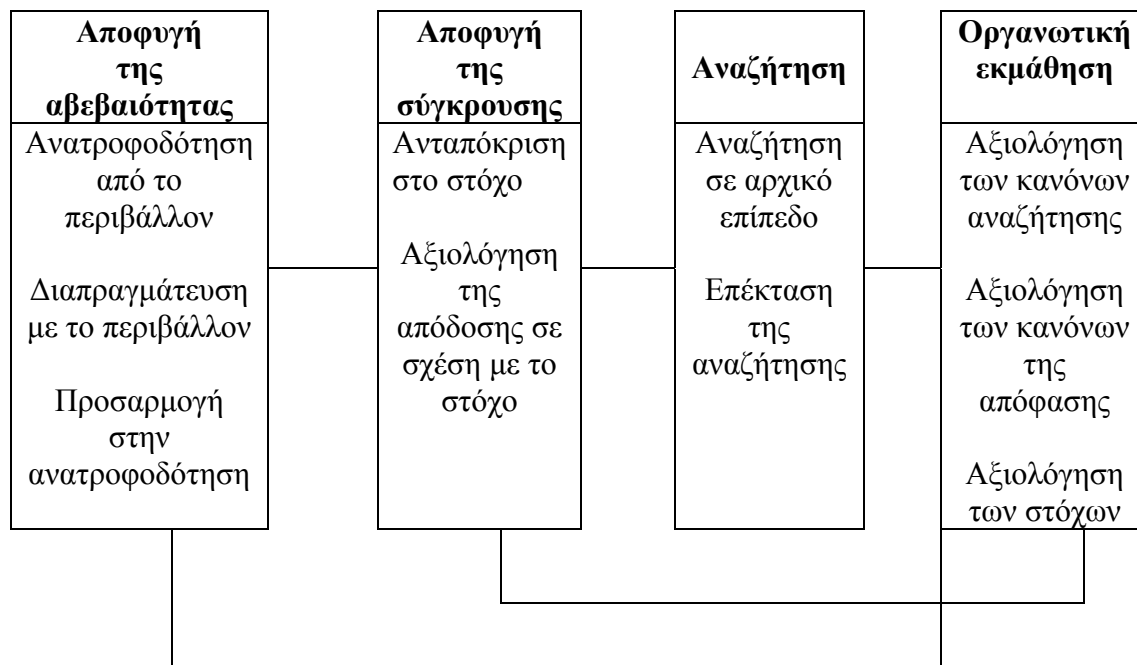 Αποφυγή
της
αβεβαιότητας
Ανατροφοδότηση
από το
περιβάλλον
Διαπραγμάτευση
με το περιβάλλον
Προσαρμογή
στην
ανατροφοδότηση
Αποφυγή
της
σύγκρουσης
Ανταπόκριση
στο στόχο
Αξιολόγηση
της
απόδοσης σε
σχέση με το
στόχο
Αναζήτηση
Αναζήτηση
σε αρχικό
επίπεδο
Επέκταση
της
αναζήτησης
Οργανωτική
εκμάθηση
Αξιολόγηση
των κανόνων
αναζήτησης
Αξιολόγηση
των κανόνων
της
απόφασης
Αξιολόγηση
των στόχων